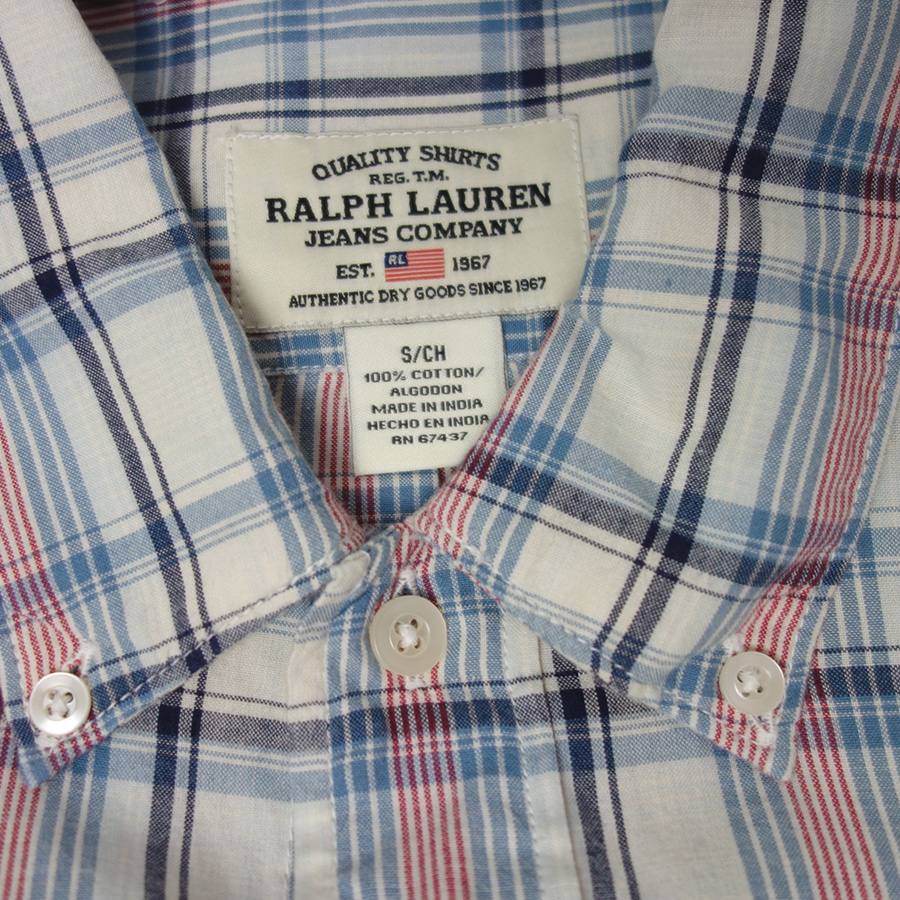 QUALITY SHIRTS
REG. T.M.
RALPH LAUREN
JEANS COMPANY
EST. RL 1967
AUTHENTIC DRY GOODS SINCE 1967
S/CH
100% COTTON/
ALGODON
MADE IN INDIA
HECHO EN INDIA
RN 67437